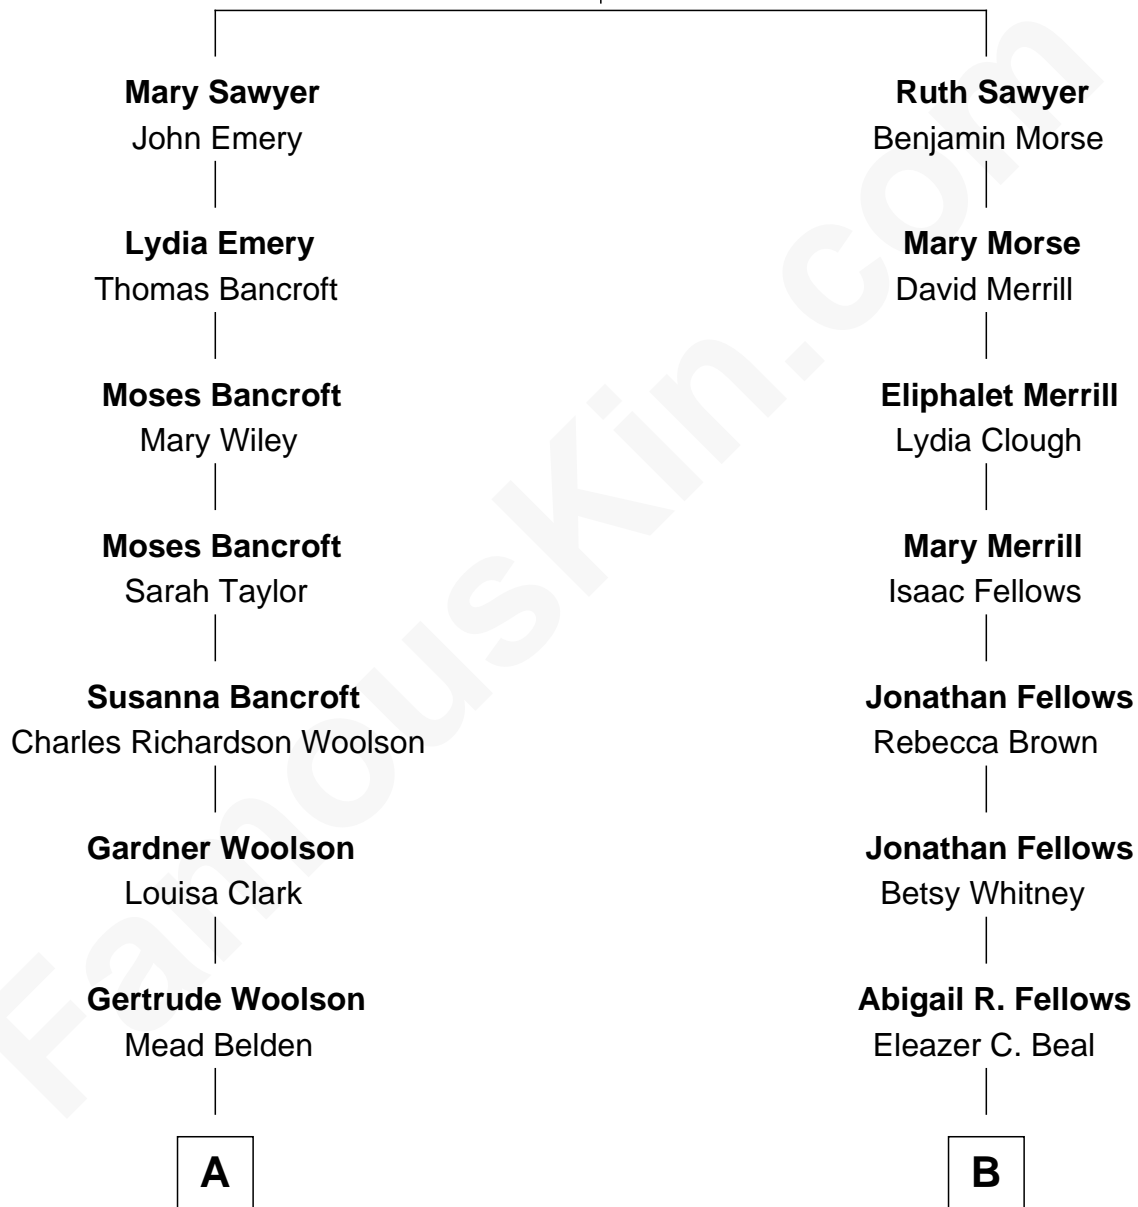 Mary Sawyer
John Emery
Lydia Emery
Thomas Bancroft
Moses Bancroft
Mary Wiley
Moses Bancroft
Sarah Taylor
Susanna Bancroft
Charles Richardson Woolson
Gardner Woolson
Louisa Clark
Gertrude Woolson
Mead Belden
A
Ruth Sawyer
Benjamin Morse
Mary Morse
David Merrill
Eliphalet Merrill
Lydia Clough
Mary Merrill
Isaac Fellows
Jonathan Fellows
Rebecca Brown
Jonathan Fellows
Betsy Whitney
Abigail R. Fellows
Eleazer C. Beal
B
FamousKin.com